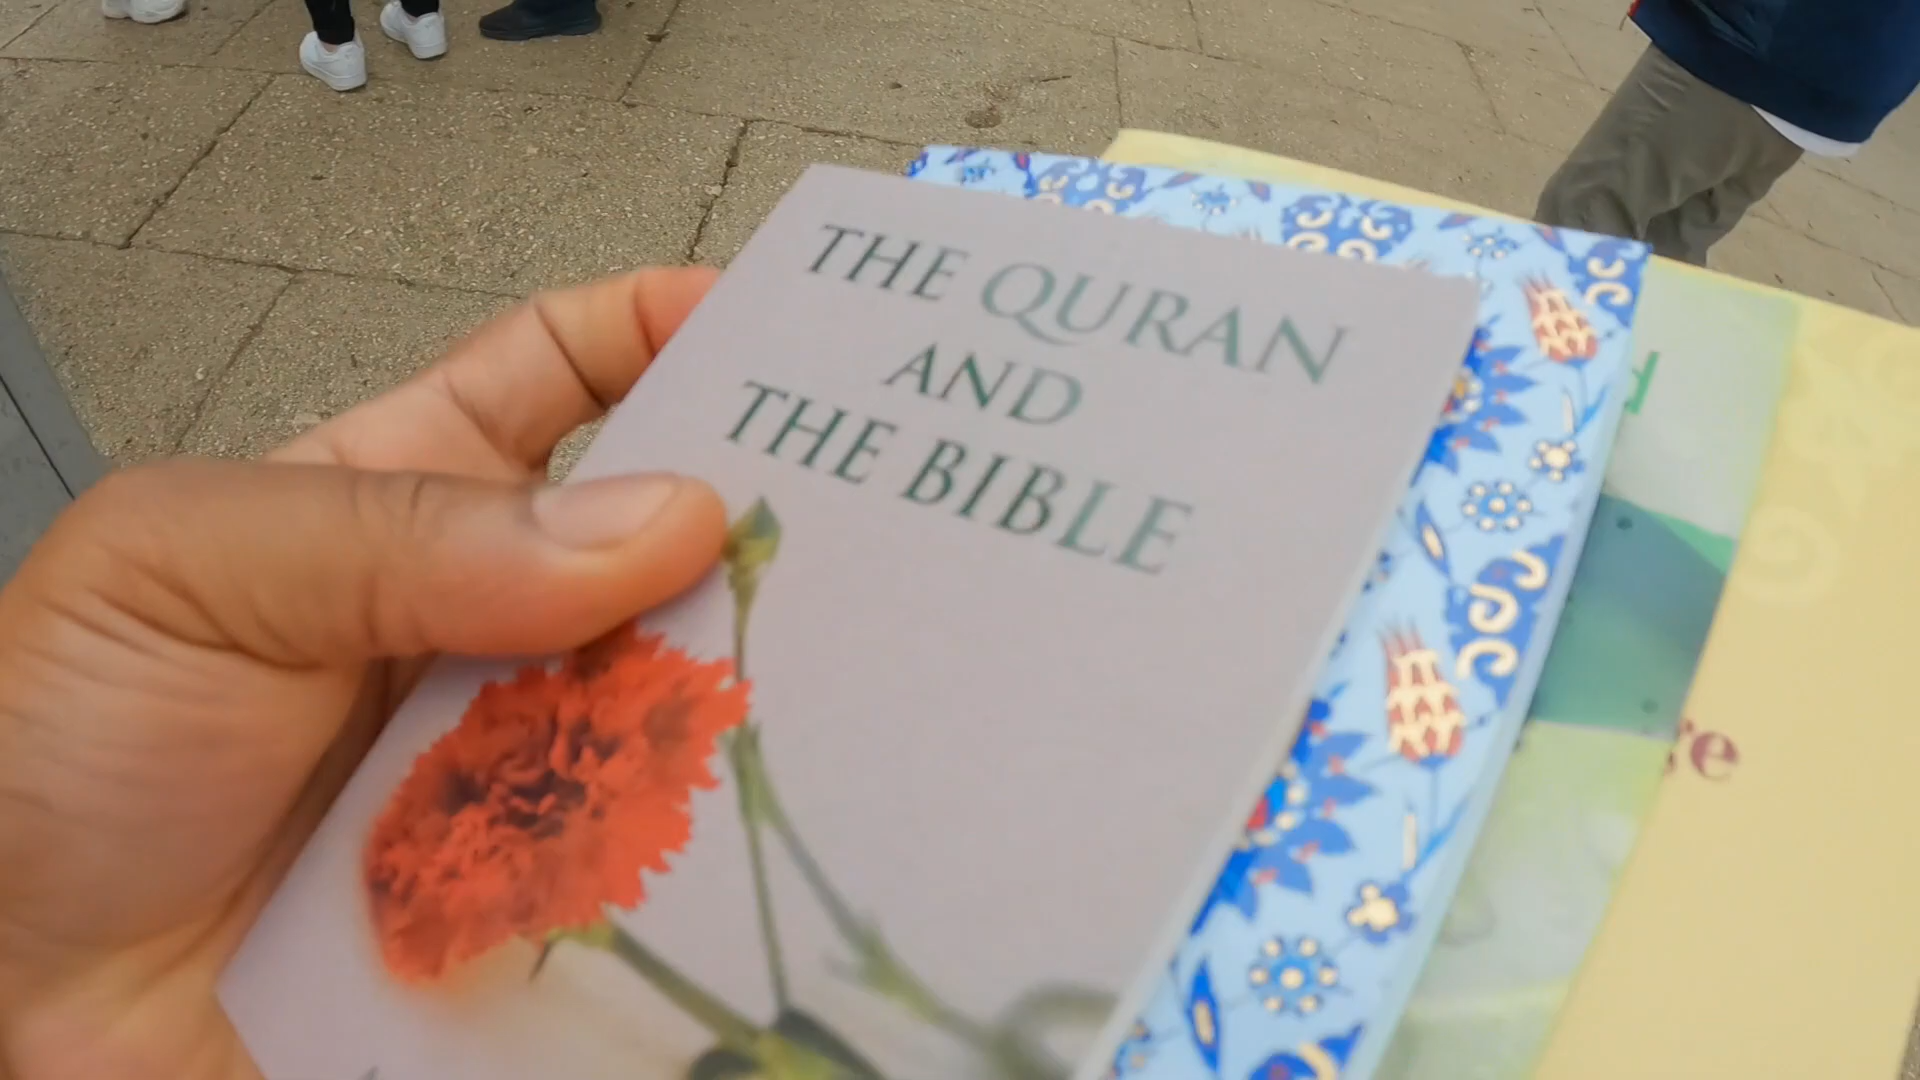 THE QURAN
AND
THE BIBLE